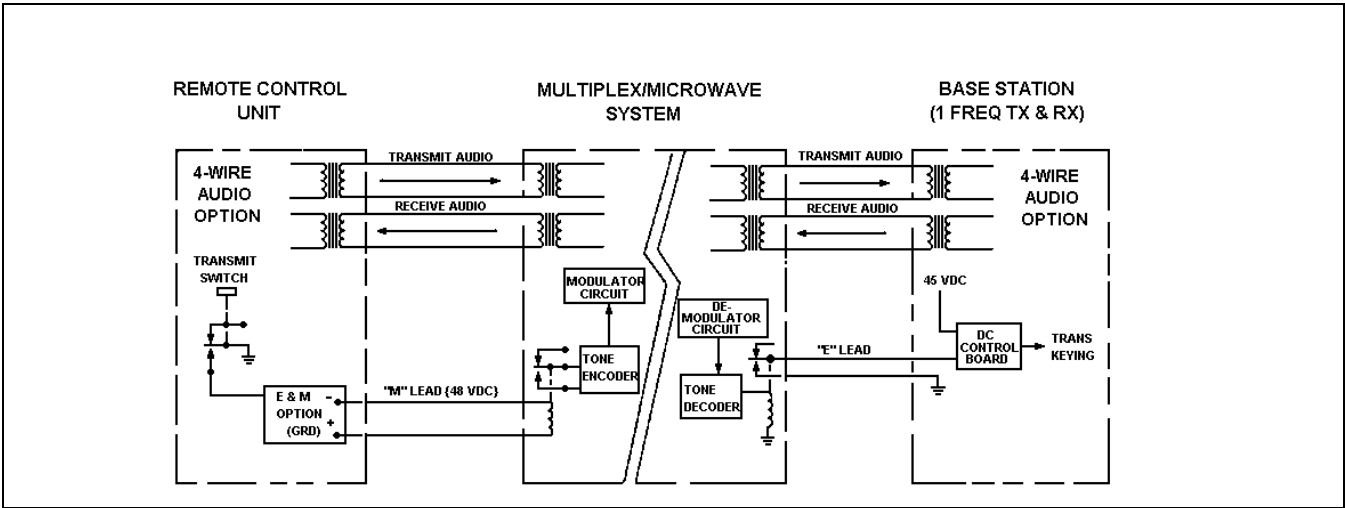 REMOTE CONTROL
UNIT
MULTIPLEX/MICROWAVE
SYSTEM
BASE STATION
(1 FREQ TX & RX)
4-WIRE
AUDIO
OPTION
TRANSMIT AUDIO
RECEIVE AUDIO
TRANSMIT AUDIO
RECEIVE AUDIO
4-WIRE
AUDIO
OPTION
TRANSMIT
SWITCH
MODULATOR
CIRCUIT
DE-
MODULATOR
CIRCUIT
45 VDC
DC
CONTROL
BOARD
TRANS
KEYING
"E" LEAD
TONE
ENCODER
TONE
DECODER
E & M -
OPTION
(GRD) +
"M" LEAD {48 VDC}